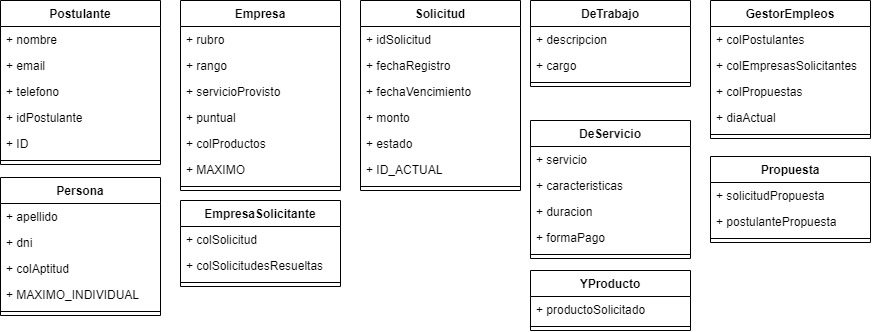 Postulante
+ nombre
+ email
+ telefono
+ idPostulante
+ ID
Persona
+ apellido
+ dni
+ colAptitud
+ MAXIMO_INDIVIDUAL
Empresa
+ rubro
+ rango
+ servicioProvisto
+ puntual
+ colProductos
+ MAXIMO
EmpresaSolicitante
+ colSolicitud
+ colSolicitudesResueltas
Solicitud
+ idSolicitud
+ fechaRegistro
+ fechaVencimiento
+ monto
+ estado
+ ID_ACTUAL
DeTrabajo
+ descripcion
+ cargo
DeServicio
+ servicio
+ caracteristicas
+ duracion
+ formaPago
YProducto
+ productoSolicitado
GestorEmpleos
+ colPostulantes
+ colEmpresasSolicitantes
+ colPropuestas
+ diaActual
Propuesta
+ solicitudPropuesta
+ postulantePropuesta